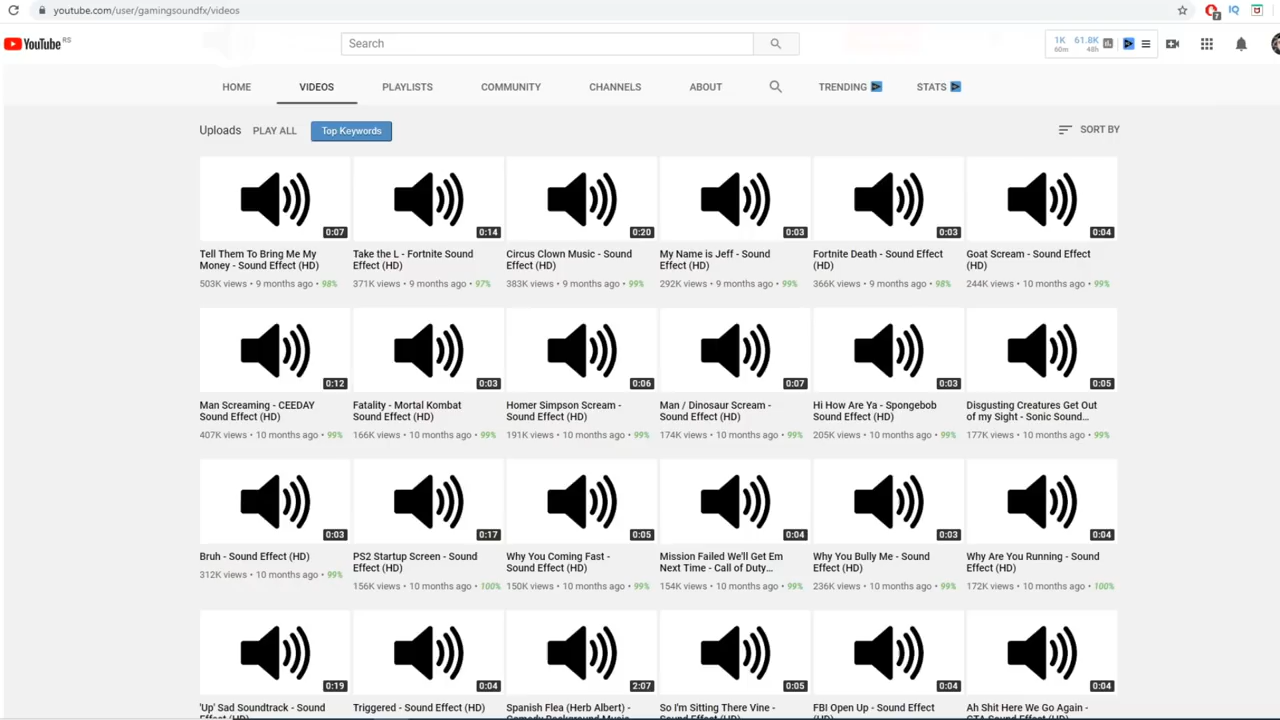 youtube.com/user/gamingsoundfx/videos
7
IQ
YouTube RS
Search
1K 61.8K
60m 48h
HOME VIDEOS PLAYLISTS COMMUNITY CHANNELS ABOUT TRENDING STATS
Uploads PLAY ALL Top Keywords SORT BY
0:07 0:14 0:20 0:03 0:03 0:04
Tell Them To Bring Me My Take the L - Fortnite Sound Circus Clown Music - Sound My Name is Jeff - Sound Fortnite Death - Sound Effect Goat Scream - Sound Effect
Money - Sound Effect (HD) Effect (HD) Effect (HD) Effect (HD) (HD) (HD)
503K views • 9 months ago • 98% 371K views • 9 months ago • 97% 383K views • 9 months ago • 99% 292K views • 9 months ago • 99% 366K views • 9 months ago • 98% 244K views • 10 months ago • 99%
0:12 0:03 0:06 0:07 0:03 0:05
Man Screaming - CEEDAY Fatality - Mortal Kombat Homer Simpson Scream - Man / Dinosaur Scream - Hi How Are Ya - Spongebob Disgusting Creatures Get Out
Sound Effect (HD) Sound Effect (HD) Sound Effect (HD) Sound Effect (HD) Sound Effect (HD) of my Sight - Sonic Sound...
407K views • 10 months ago • 99% 166K views • 10 months ago • 99% 191K views • 10 months ago • 99% 174K views • 10 months ago • 99% 205K views • 10 months ago • 99% 177K views • 10 months ago • 99%
0:03 0:17 0:05 0:04 0:03 0:04
Bruh - Sound Effect (HD) PS2 Startup Screen - Sound Why You Coming Fast - Mission Failed We'll Get Em Why You Bully Me - Sound Why Are You Running - Sound
Effect (HD) Sound Effect (HD) Next Time - Call of Duty... Effect (HD) Effect (HD)
312K views • 10 months ago • 99% 156K views • 10 months ago • 100% 150K views • 10 months ago • 99% 154K views • 10 months ago • 99% 236K views • 10 months ago • 99% 172K views • 10 months ago • 100%
0:19 0:04 2:07 0:05 0:04 0:04
'Up' Sad Soundtrack - Sound Triggered - Sound Effect (HD) Spanish Flea (Herb Albert) - So I'm Sitting There Vine - FBI Open Up - Sound Effect Ah Shit Here We Go Again -
Effect (HD) Comedy Background Music Sound Effect (HD) (HD) GTA Sound Effect (HD)